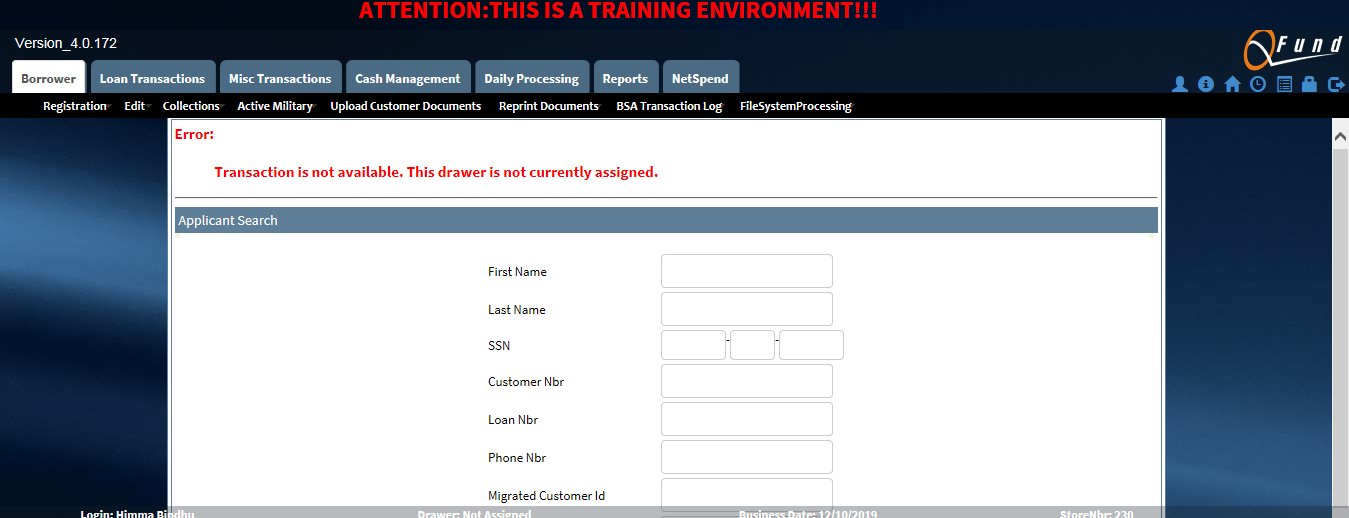 ATTENTION:THIS IS A TRAINING ENVIRONMENT!!!
Version_4.0.172
QFund
Borrower Loan Transactions Misc Transactions Cash Management Daily Processing Reports NetSpend
Registration Edit Collections Active Military Upload Customer Documents Reprint Documents BSA Transaction Log FileSystemProcessing
Error:
Transaction is not available. This drawer is not currently assigned.
Applicant Search
First Name
Last Name
SSN - -
Customer Nbr
Loan Nbr
Phone Nbr
Migrated Customer Id
Login: Himma Bindhu Drawer: Not Assigned Business Date: 12/10/2019 StoreNbr: 230